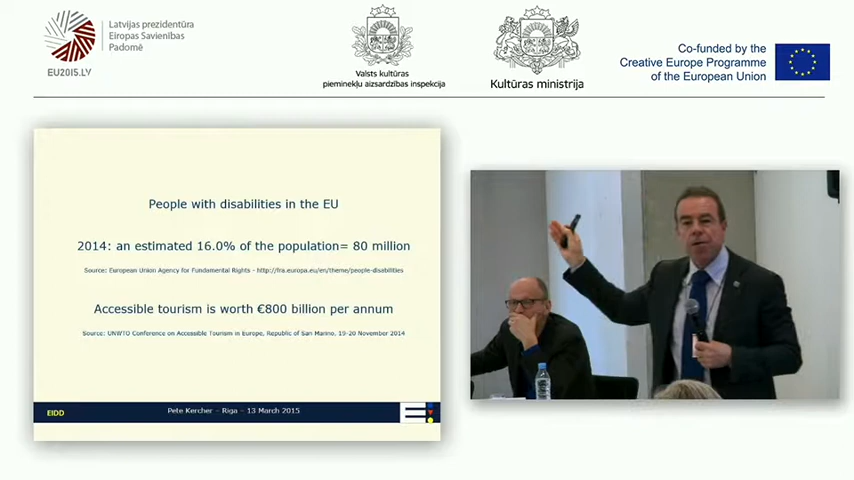 Latvijas prezidentūra
Eiropas Savienības
Padomē
EU2015.LV
Valsts kultūras
pieminekļu aizsardzības inspekcija
Kultūras ministrija
Co-funded by the
Creative Europe Programme
of the European Union
People with disabilities in the EU
2014: an estimated 16.0% of the population= 80 million
Source: European Union Agency for Fundamental Rights - http://fra.europa.eu/en/theme/people-disabilities
Accessible tourism is worth €800 billion per annum
Source: UNWTO Conference on Accessible Tourism in Europe, Republic of San Marino, 19-20 November 2014
EIDD
Pete Kercher – Riga – 13 March 2015